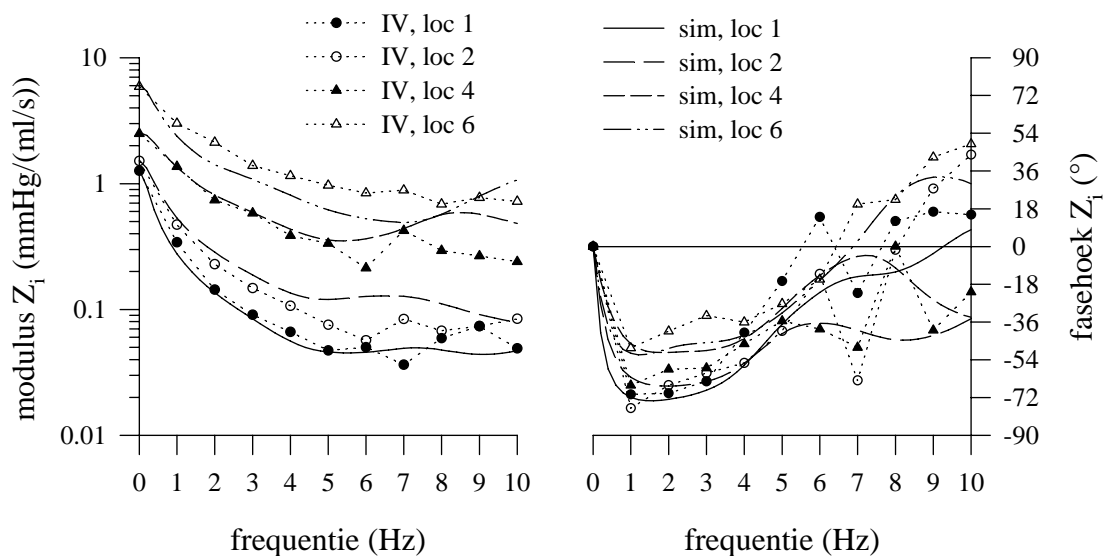 IV, loc 1
IV, loc 2
IV, loc 4
IV, loc 6
sim, loc 1
sim, loc 2
sim, loc 4
sim, loc 6
modulus Zi (mmHg/(ml/s))
10
1
0.1
0.01
0 1 2 3 4 5 6 7 8 9 10
frequentie (Hz)
90
72
54
36
18
0
-18
-36
-54
-72
-90
fasehoek Zi (°)
0 1 2 3 4 5 6 7 8 9 10
frequentie (Hz)